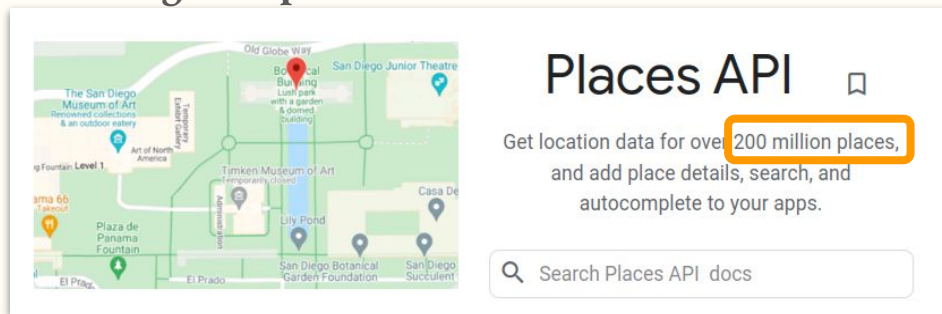 Old Globe Way
San Diego Junior Theatre
Botanical
Building
Lush park
with a garden
& domed
building
The San Diego
Museum of Art
Renowned collections
& an outdoor eatery
Temporary
Exhibit Gallery
Art of North
America
Level 1
Timken Museum of Art
Temporarily closed
Administration
Casa De
Takeout
Plaza de
Panama
Fountain
Lily Pond
El Prado
El Prado
San Diego Botanical
Garden Foundation
San Diego
Succulent
Places API
Get location data for over 200 million places,
and add place details, search, and
autocomplete to your apps.
Search Places API docs